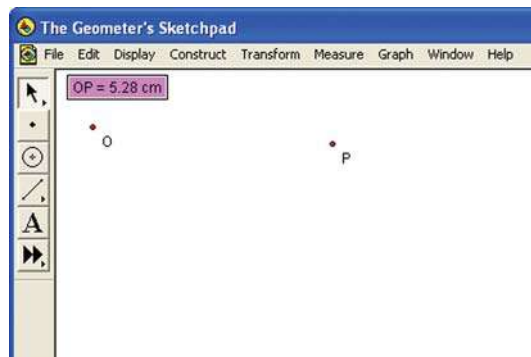 The Geometer's Sketchpad
File Edit Display Construct Transform Measure Graph Window Help
OP = 5.28 cm
O
P
A